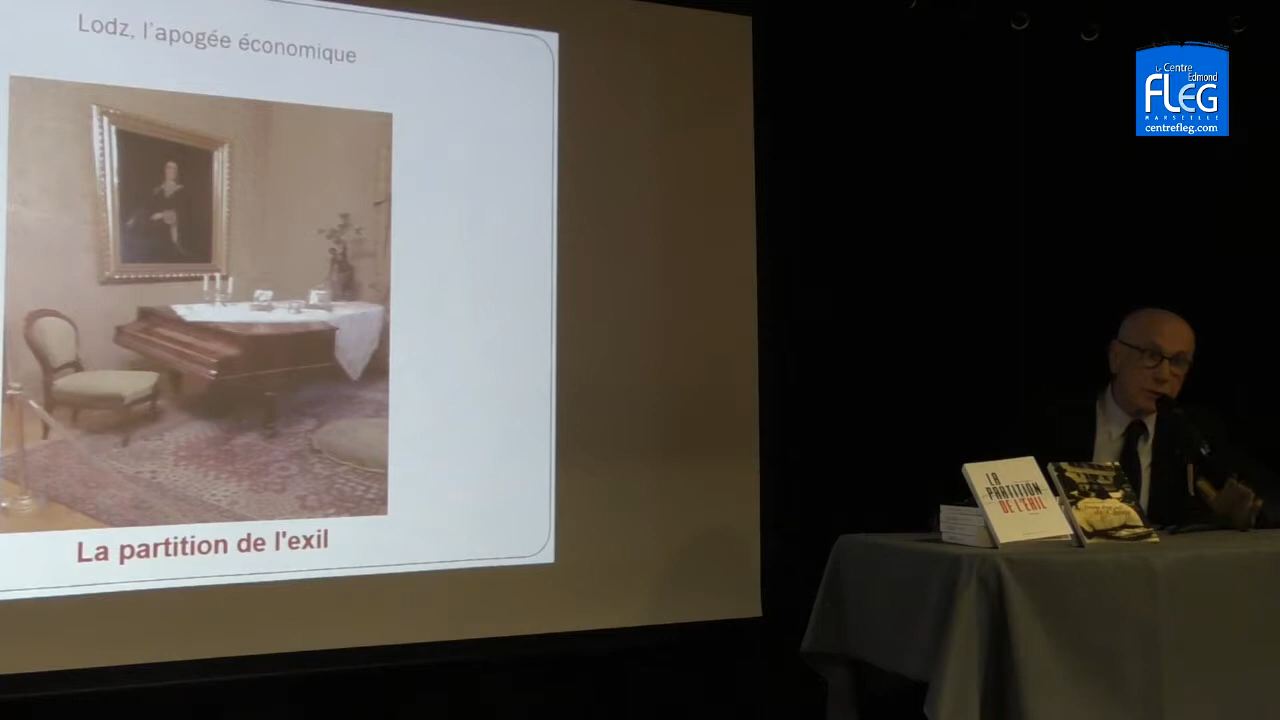 Lodz, l'apogée économique
La partition de l'exil
Le Centre
Edmond
FLEG
MARSEILLE
centrefleg.com
LA
PARTITION
DE L'EXIL